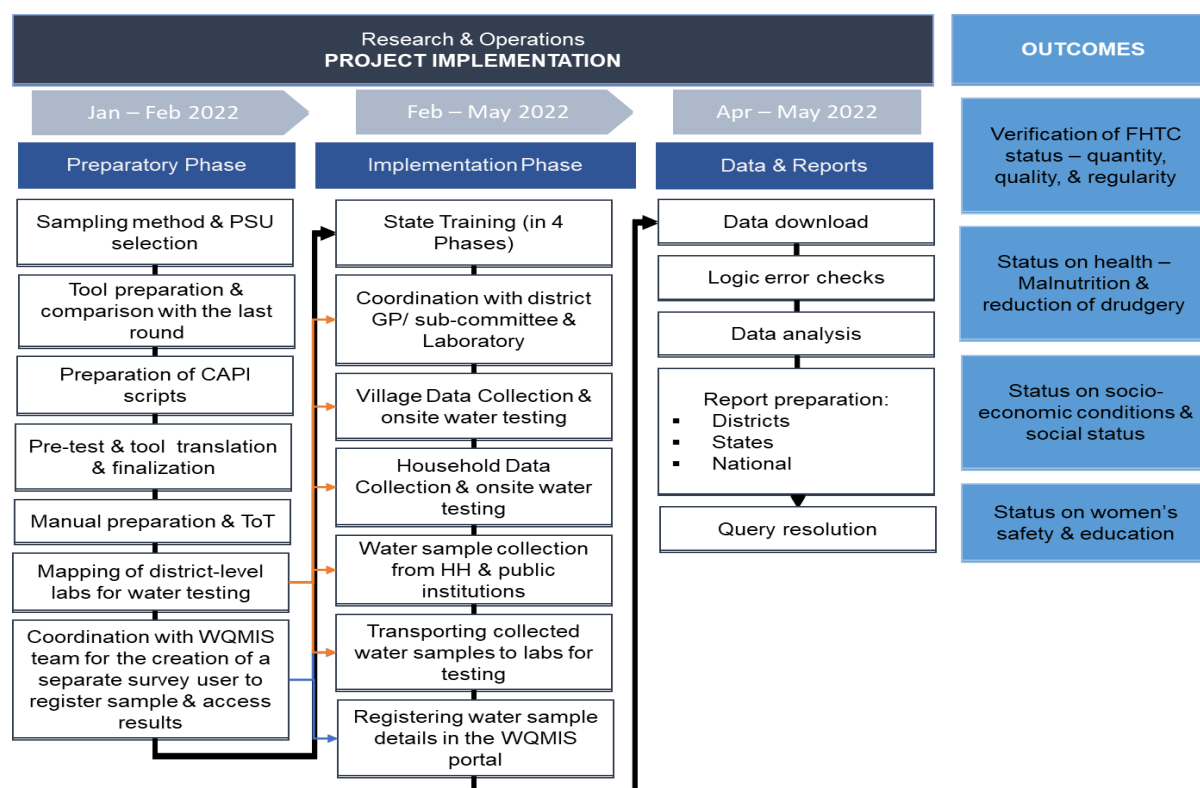 Research & Operations
PROJECT IMPLEMENTATION
OUTCOMES
Jan – Feb 2022
Feb – May 2022
Apr – May 2022
Preparatory Phase
Implementation Phase
Data & Reports
Sampling method & PSU
selection
Tool preparation &
comparison with the last
round
Preparation of CAPI
scripts
Pre-test & tool translation
& finalization
Manual preparation & ToT
Mapping of district-level
labs for water testing
Coordination with WQMIS
team for the creation of a
separate survey user to
register sample & access
results
State Training (in 4
Phases)
Coordination with district
GP/ sub-committee &
Laboratory
Village Data Collection &
onsite water testing
Household Data
Collection & onsite water
testing
Water sample collection
from HH & public
institutions
Transporting collected
water samples to labs for
testing
Registering water sample
details in the WQMIS
portal
Data download
Logic error checks
Data analysis
Report preparation:
▪ Districts
▪ States
▪ National
Query resolution
Verification of FHTC
status – quantity,
quality, & regularity
Status on health –
Malnutrition &
reduction of drudgery
Status on socio-
economic conditions &
social status
Status on women's
safety & education